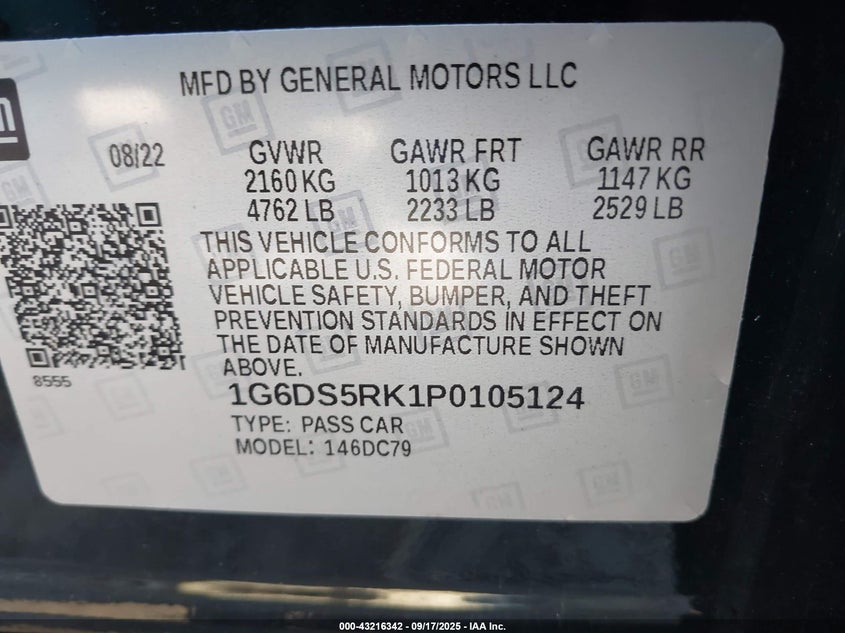 MFD BY GENERAL MOTORS LLC
08/22 GVWR GAWR FRT GAWR RR
2160 KG 1013 KG 1147 KG
4762 LB 2233 LB 2529 LB
THIS VEHICLE CONFORMS TO ALL
APPLICABLE U.S. FEDERAL MOTOR
VEHICLE SAFETY, BUMPER, AND THEFT
PREVENTION STANDARDS IN EFFECT ON
THE DATE OF MANUFACTURE SHOWN
ABOVE.
8555
1G6DS5RK1P0105124
TYPE: PASS CAR
MODEL: 146DC79
000-43216342 - 09/17/2025 - IAA Inc.